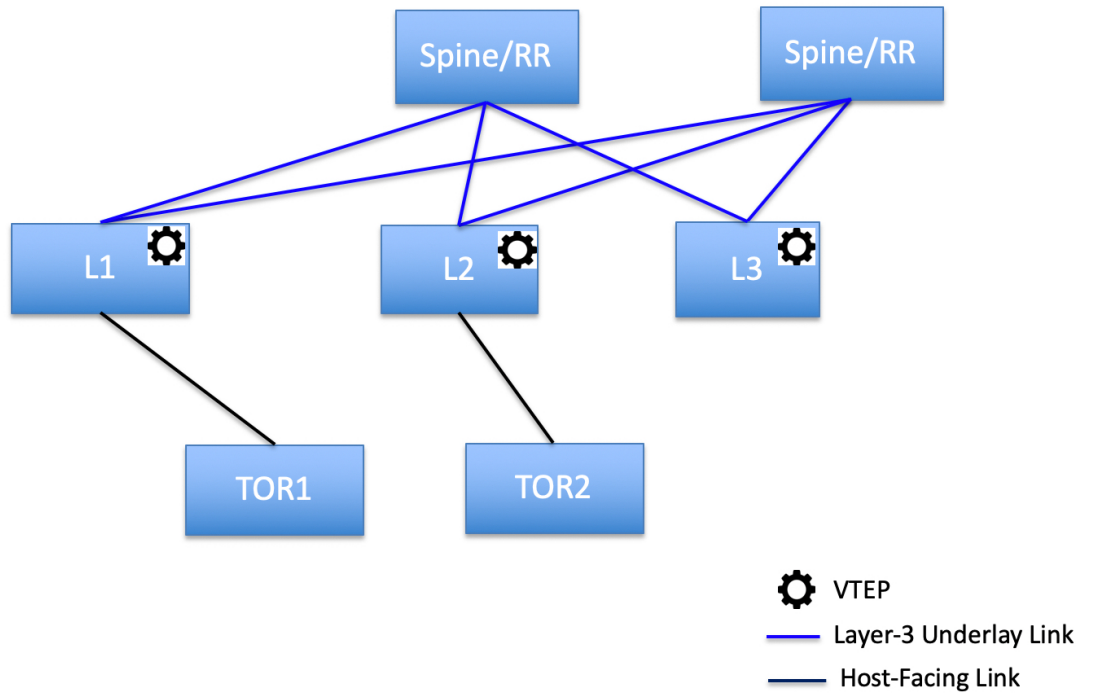 Spine/RR
Spine/RR
L1
L2
L3
TOR1
TOR2
VTEP
Layer-3 Underlay Link
Host-Facing Link